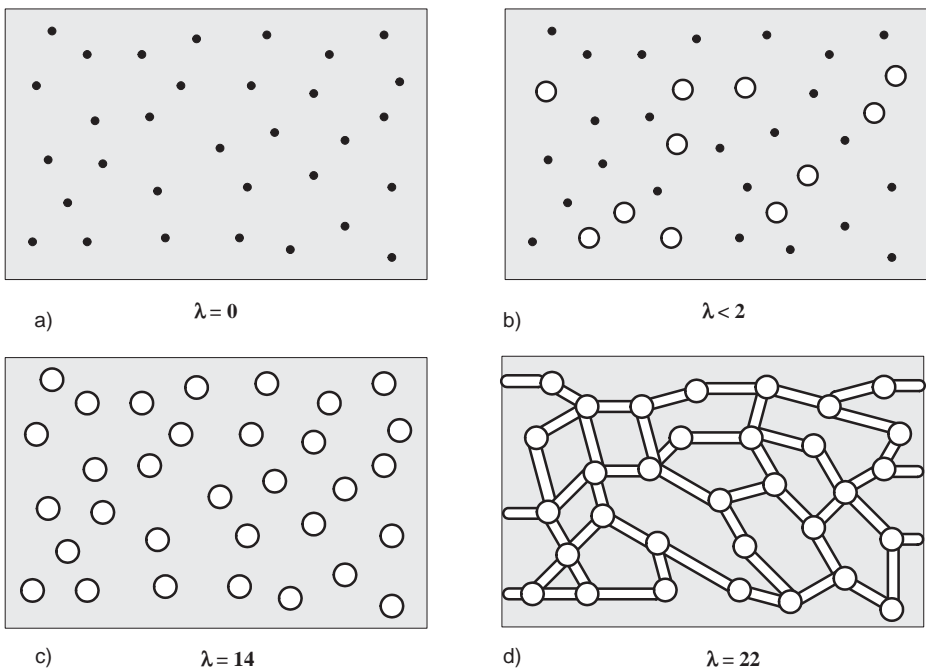 a)
λ = 0
b)
λ < 2
c)
λ = 14
d)
λ = 22